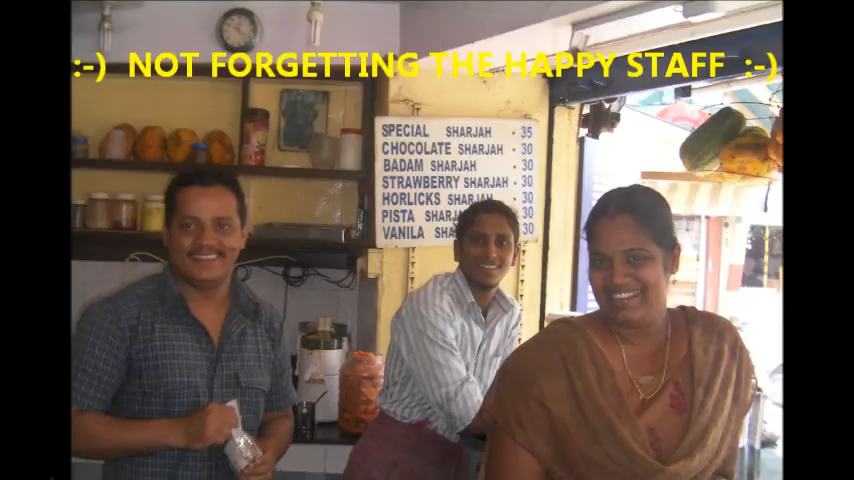 :-)  NOT FORGETTING THE HAPPY STAFF  :-)
SPECIAL SHARJAH - 35
CHOCOLATE SHARJAH - 30
BADAM SHARJAH - 30
STRAWBERRY SHARJAH - 30
HORLICKS SHARJAH - 30
PISTA SHARJAH 30
VANILA 30